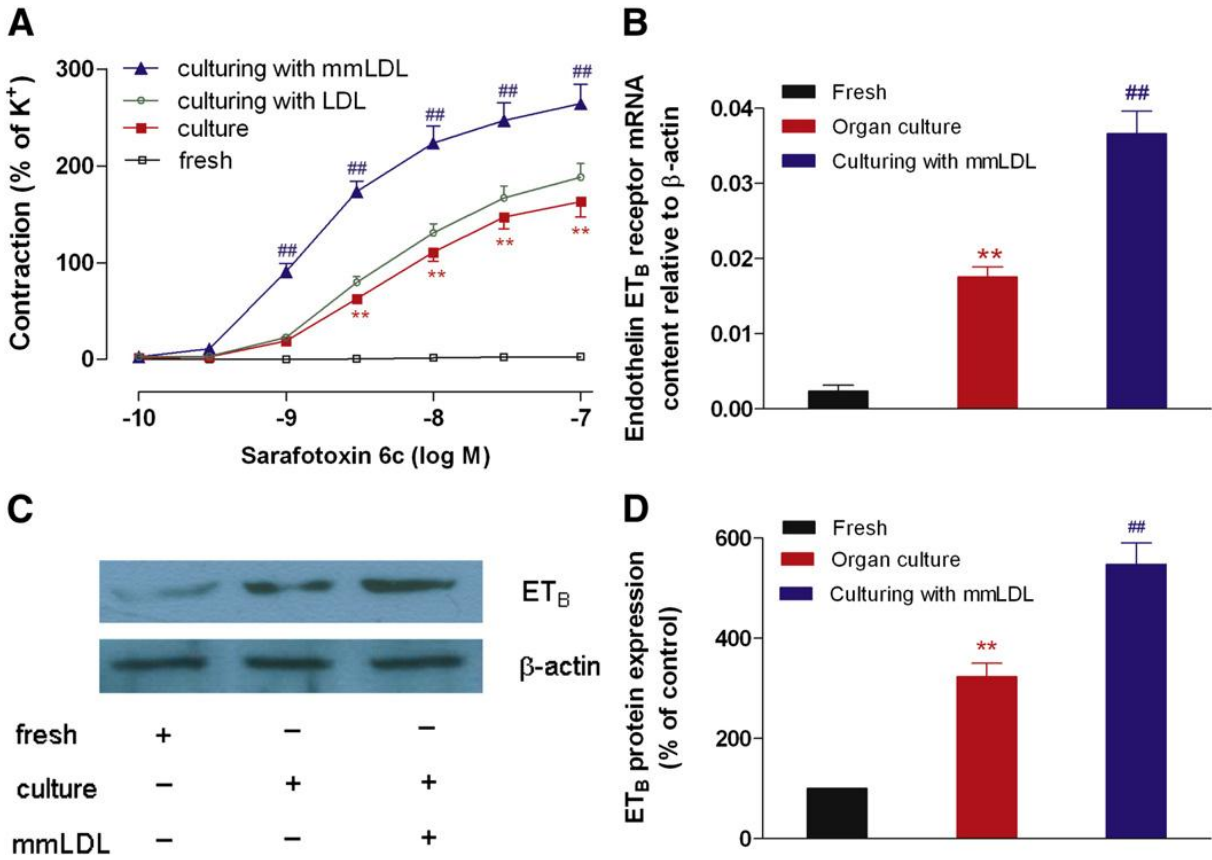 A
culturing with mmLDL
culturing with LDL
culture
fresh
300
200
100
0
Contraction (% of K+)
## ## ## ## ## ##
** ** ** **
-10 -9 -8 -7
Sarafotoxin 6c (log M)
B
Fresh
Organ culture
Culturing with mmLDL
0.04
0.03
0.02
0.01
0.00
Endothelin ETB receptor mRNA
content relative to β-actin
**
##
C
ETB
β-actin
fresh + − −
culture − + +
mmLDL − − +
D
Fresh
Organ culture
Culturing with mmLDL
600
400
200
0
ETB protein expression
(% of control)
**
##